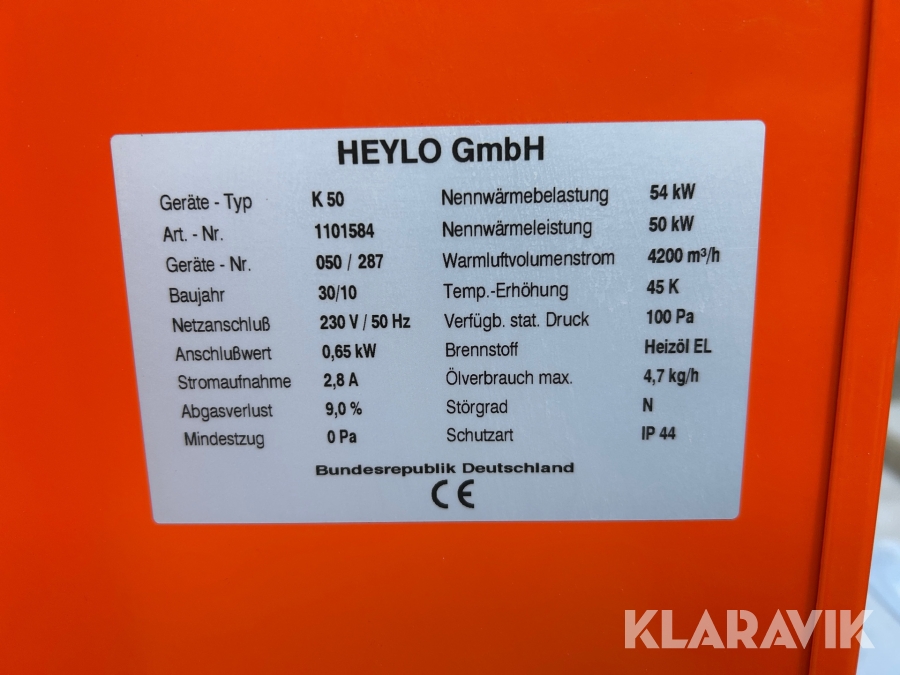 HEYLO GmbH
Geräte - Typ K 50 Nennwärmebelastung 54 kW
Art. - Nr. 1101584 Nennwärmeleistung 50 kW
Geräte - Nr. 050 / 287 Warmluftvolumenstrom 4200 m³/h
Baujahr 30/10 Temp.-Erhöhung 45 K
Netzanschluß 230 V / 50 Hz Verfügb. stat. Druck 100 Pa
Anschlußwert 0,65 kW Brennstoff Heizöl EL
Stromaufnahme 2,8 A Ölverbrauch max. 4,7 kg/h
Abgasverlust 9,0 % Störgrad N
Mindestzug 0 Pa Schutzart IP 44
Bundesrepublik Deutschland
CE
KLARAVIK